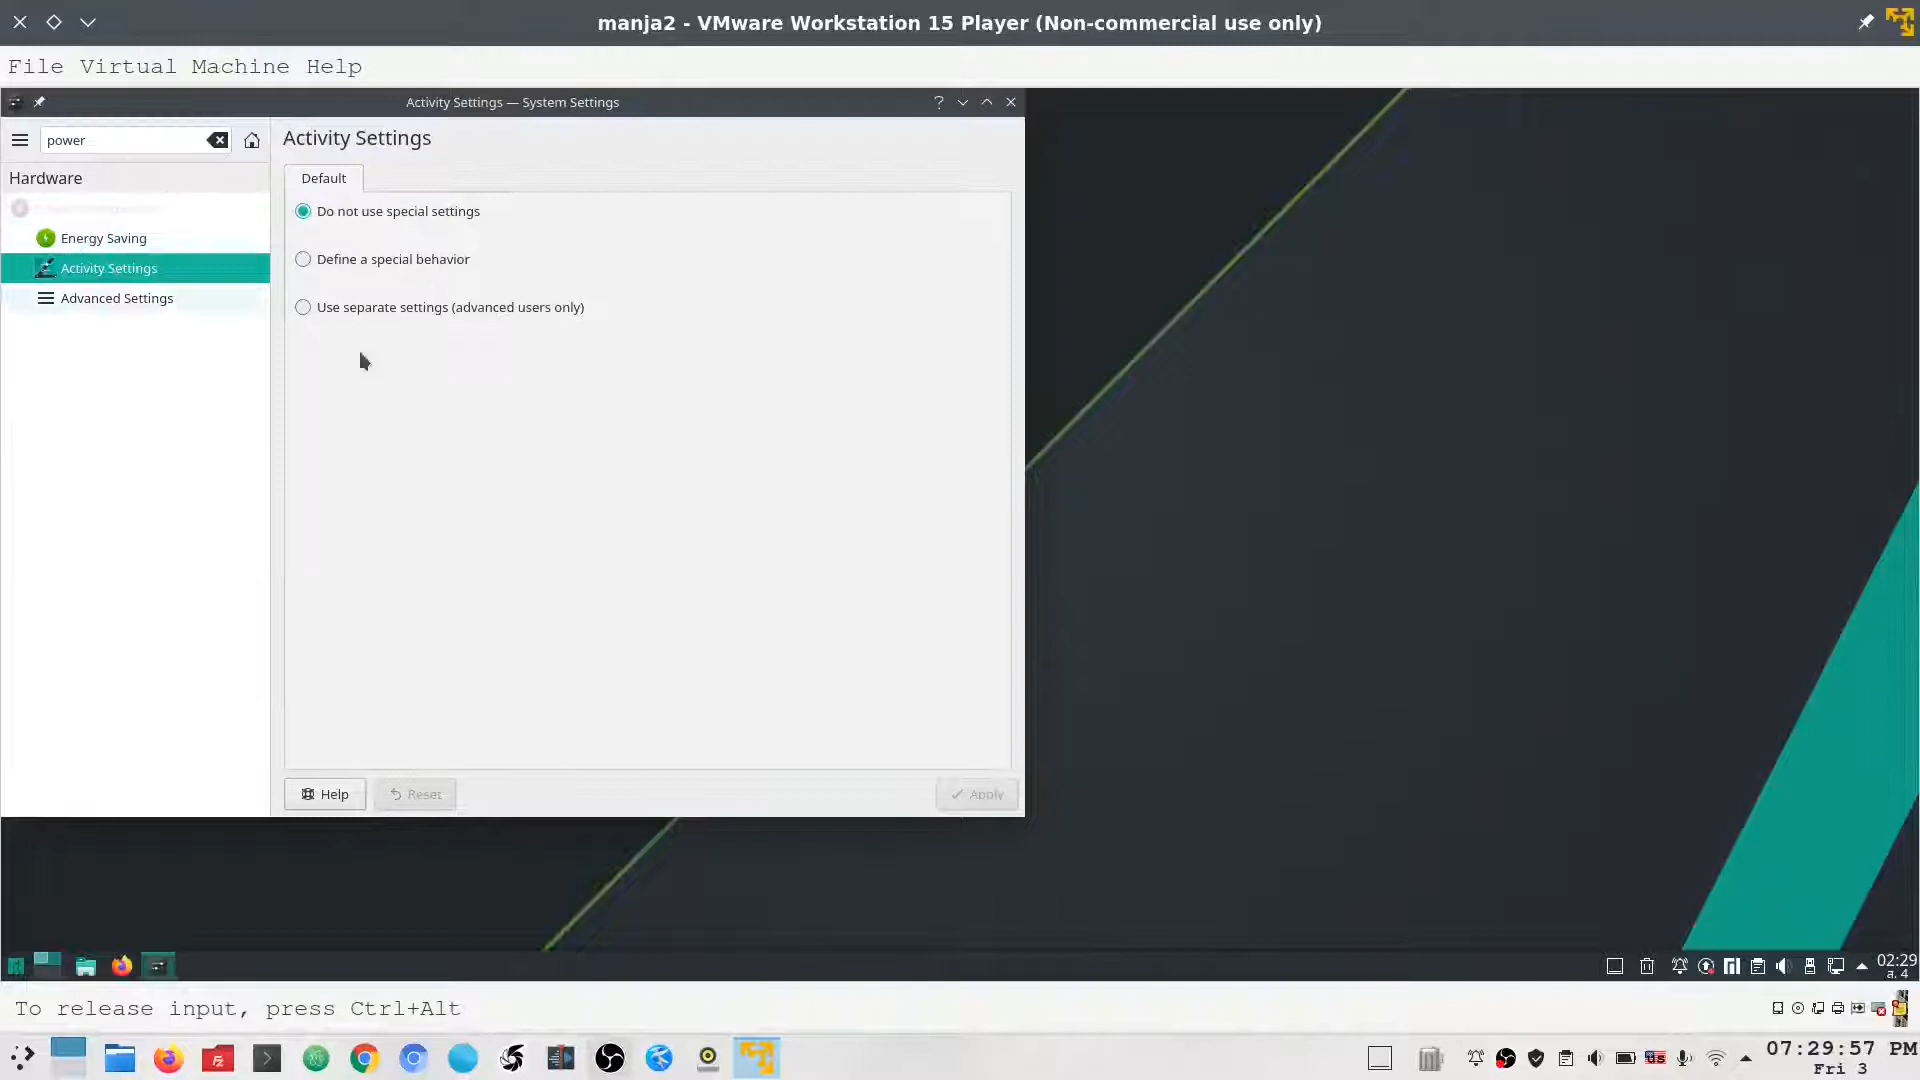 manja2 - VMware Workstation 15 Player (Non-commercial use only)
File Virtual Machine Help
Activity Settings — System Settings
power
Activity Settings
Hardware
Default
Do not use special settings
Energy Saving
Define a special behavior
Activity Settings
Advanced Settings
Use separate settings (advanced users only)
Help
Reset
Apply
02:29
a. 4
To release input, press Ctrl+Alt
US
07:29:57 PM
Fri 3